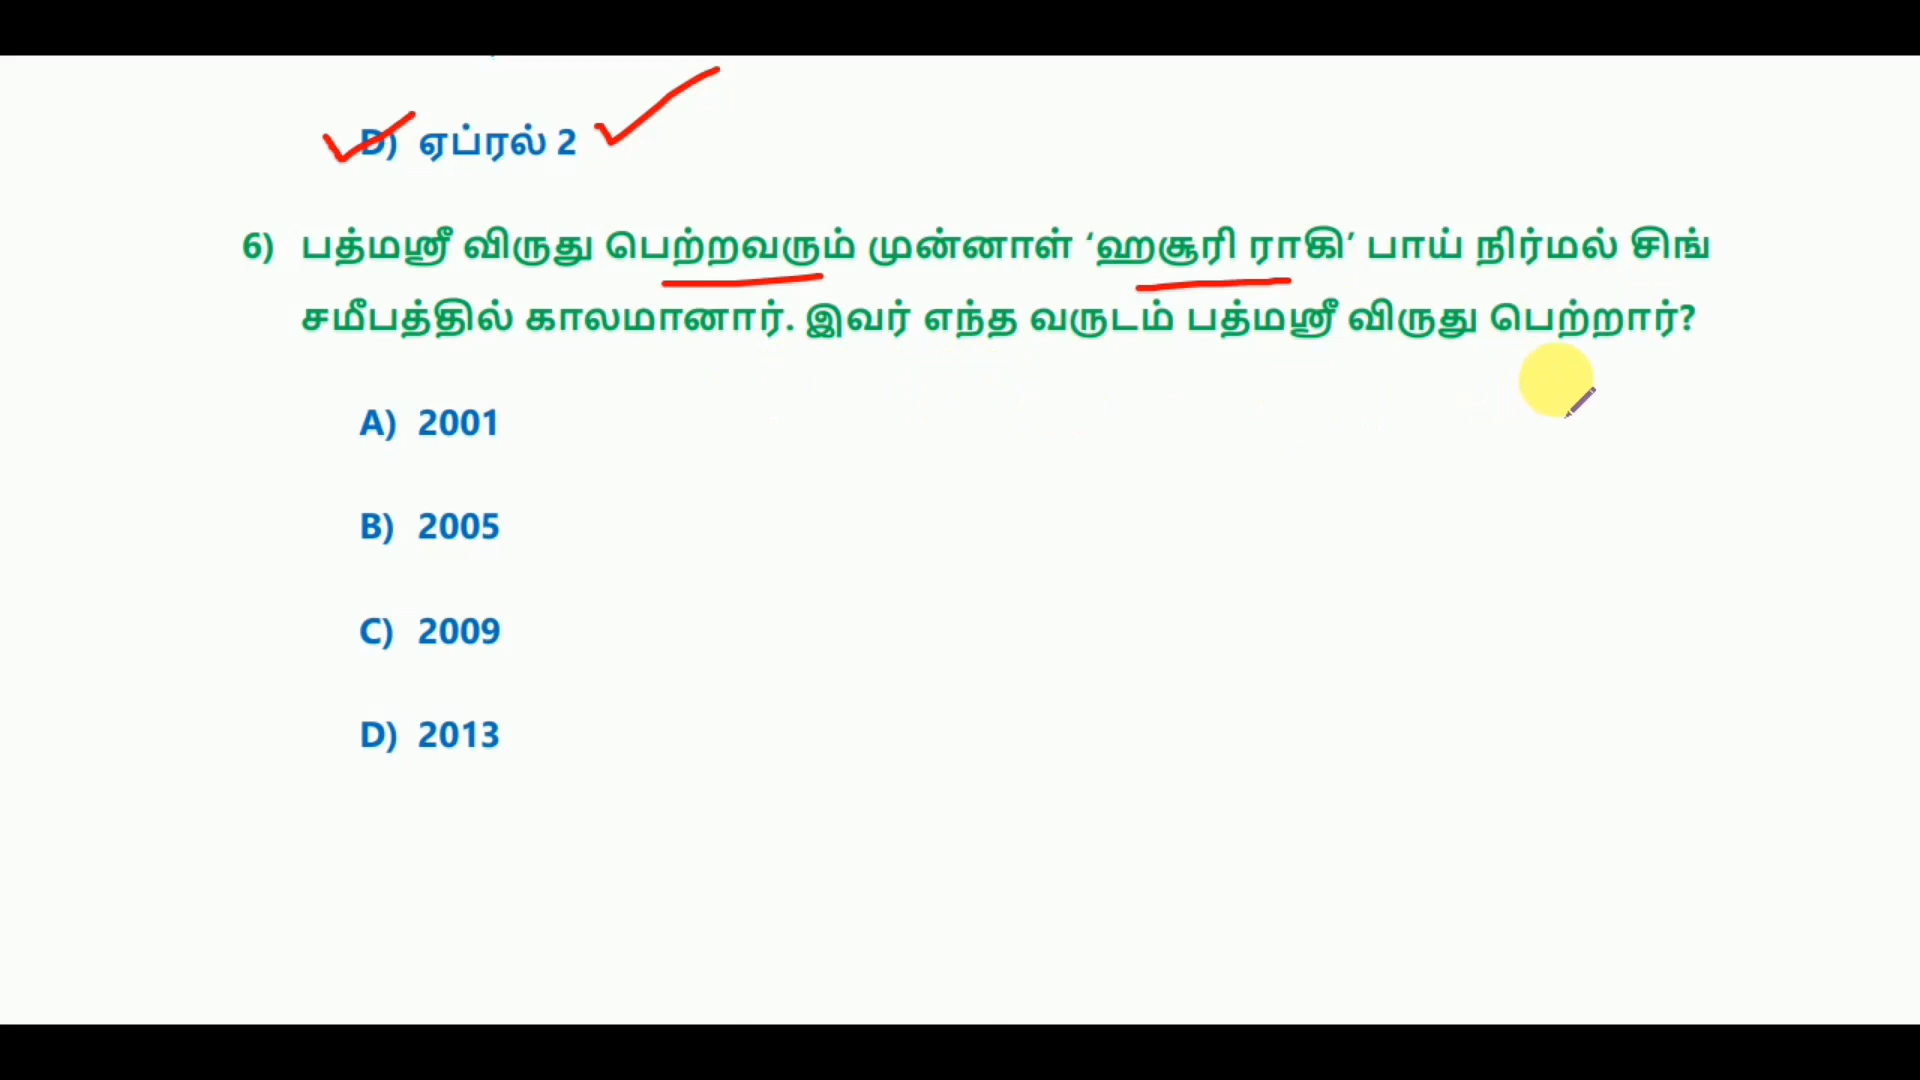 D) ஏப்ரல் 2
6) பத்மஸ்ரீ விருது பெற்றவரும் முன்னாள் ‘ஹசூரி ராகி’ பாய் நிர்மல் சிங்
சமீபத்தில் காலமானார். இவர் எந்த வருடம் பத்மஸ்ரீ விருது பெற்றார்?
A) 2001
B) 2005
C) 2009
D) 2013